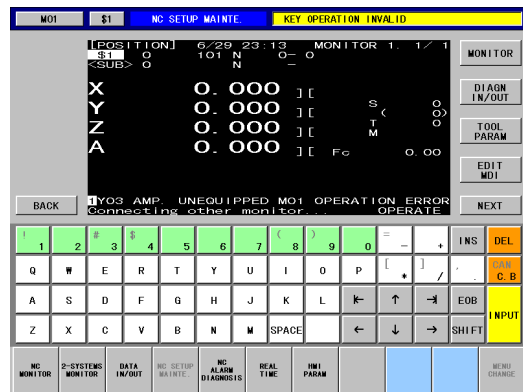 MO1 $1 NC SETUP MAINTE. KEY OPERATION INVALID
[POSITION] 6/29 23:13 MONITOR 1. 1/ 1
$1 O 101 N 0- 0
<SUB> O N -
X 0. 000 ][
Y 0. 000 ][ S 0
( 0)
Z 0. 000 ][ T 0
M
A 0. 000 ][ Fc 0. 00
1 Y03 AMP. UNEQUIPPED M01 OPERATION ERROR
Connecting other monitor... OPERATE
MONITOR
DIAGN
IN/OUT
TOOL
PARAM
EDIT
MDI
BACK
NEXT
! 1 2 # 3 $ 4 5 6 7 ( 8 ) 9 0 = - + INS DEL
Q W E R T Y U I O P [ * ] / , . CAN C.B
A S D F G H J K L ⇤ ↑ ⇥ EOB INPUT
Z X C V B N M SPACE ← ↓ → SHIFT
NC
MONITOR
2-SYSTEMS
MONITOR
DATA
IN/OUT
NC SETUP
MAINTE.
NC
ALARM
DIAGNOSIS
REAL
TIME
HMI
PARAM
MENU
CHANGE